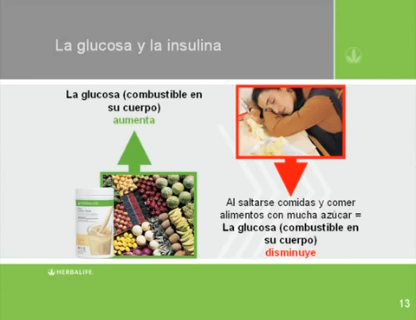 La glucosa y la insulina
La glucosa (combustible en
su cuerpo)
aumenta
Al saltarse comidas y comer
alimentos con mucha azúcar =
La glucosa (combustible en
su cuerpo)
disminuye
HERBALIFE
13